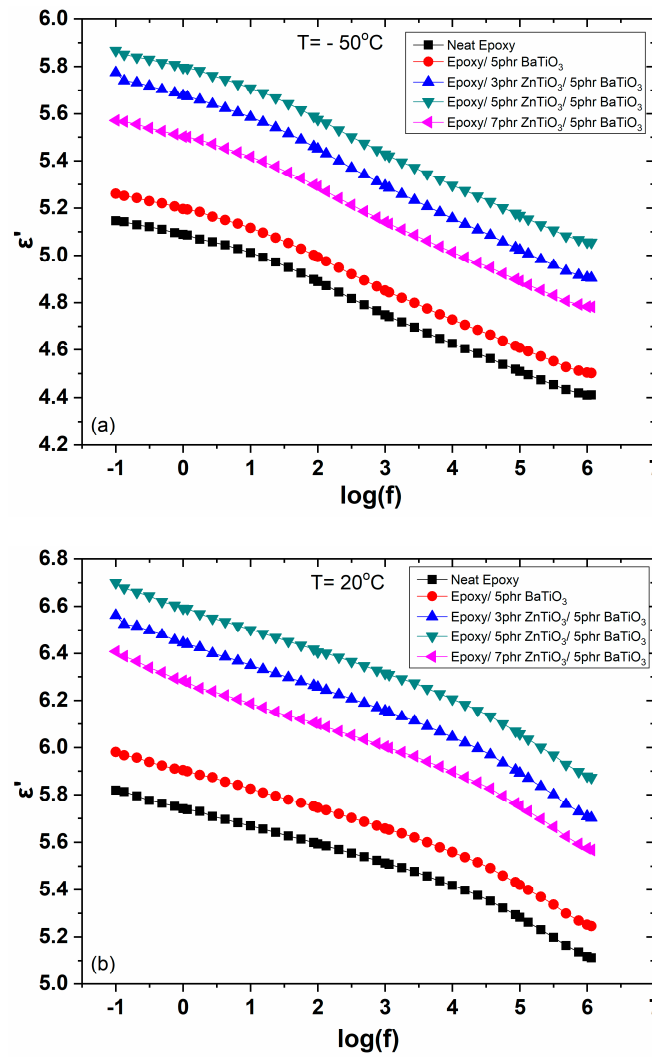 T= - 50°C
Neat Epoxy
Epoxy/ 5phr BaTiO₃
Epoxy/ 3phr ZnTiO₃/ 5phr BaTiO₃
Epoxy/ 5phr ZnTiO₃/ 5phr BaTiO₃
Epoxy/ 7phr ZnTiO₃/ 5phr BaTiO₃
6.0
5.8
5.6
5.4
5.2
5.0
4.8
4.6
4.4
4.2
ε'
(a)
-1 0 1 2 3 4 5 6 7
log(f)
T= 20°C
Neat Epoxy
Epoxy/ 5phr BaTiO₃
Epoxy/ 3phr ZnTiO₃/ 5phr BaTiO₃
Epoxy/ 5phr ZnTiO₃/ 5phr BaTiO₃
Epoxy/ 7phr ZnTiO₃/ 5phr BaTiO₃
6.8
6.6
6.4
6.2
6.0
5.8
5.6
5.4
5.2
5.0
ε'
(b)
-1 0 1 2 3 4 5 6 7
log(f)